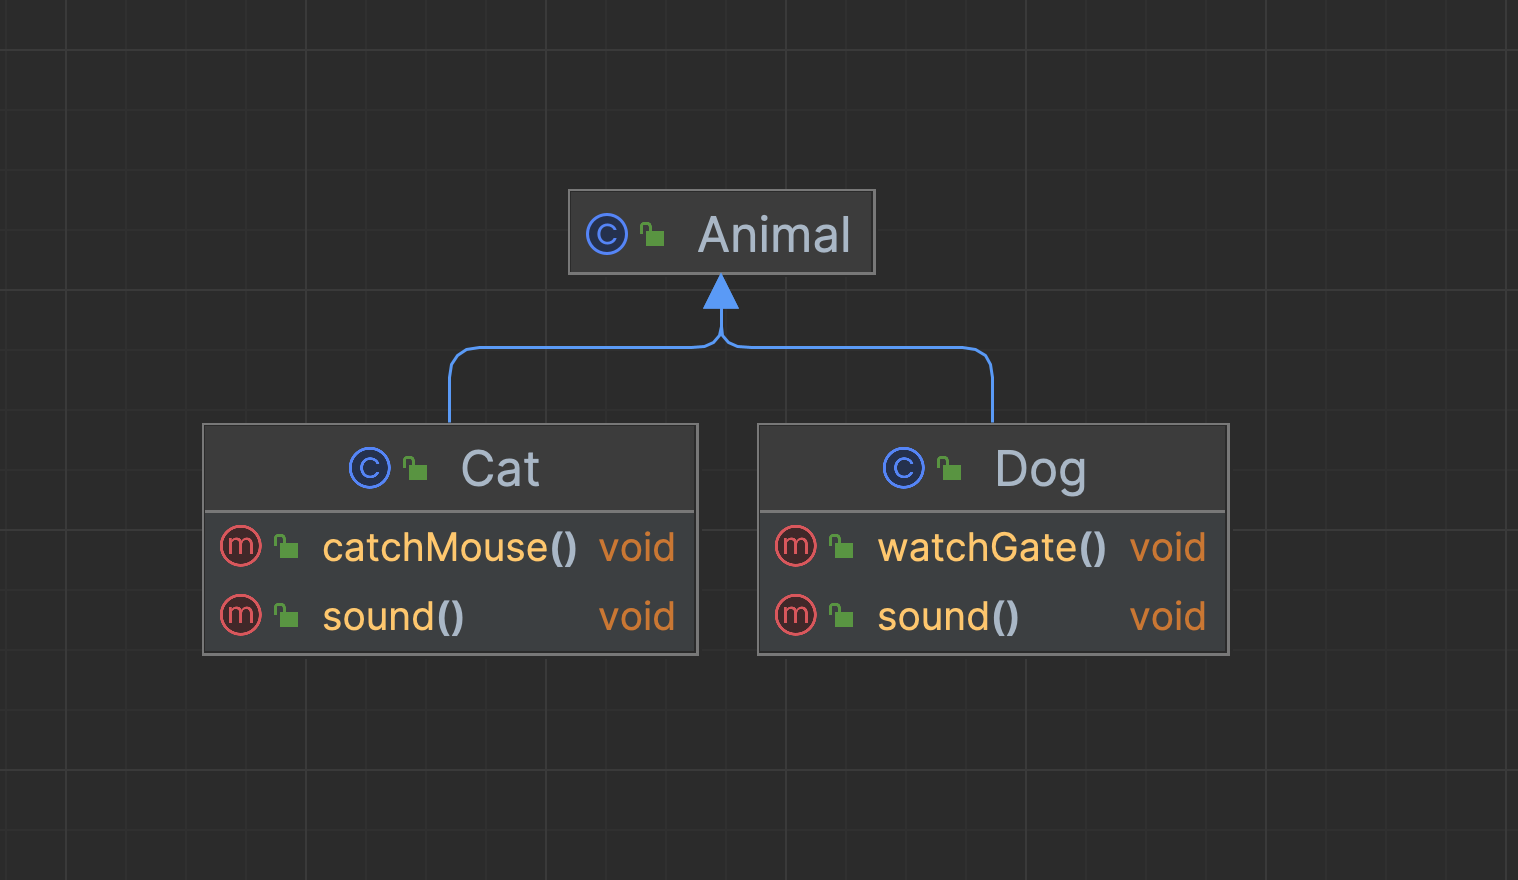 C Animal
C Cat
m catchMouse() void
m sound() void
C Dog
m watchGate() void
m sound() void